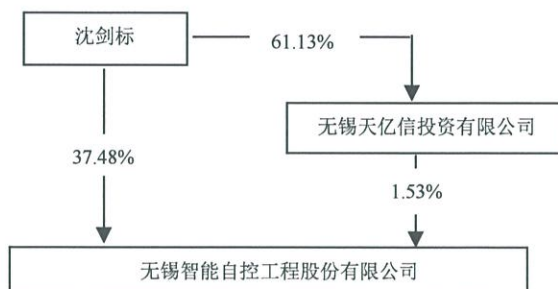 沈剑标
61.13%
无锡天亿信投资有限公司
37.48%
1.53%
无锡智能自控工程股份有限公司